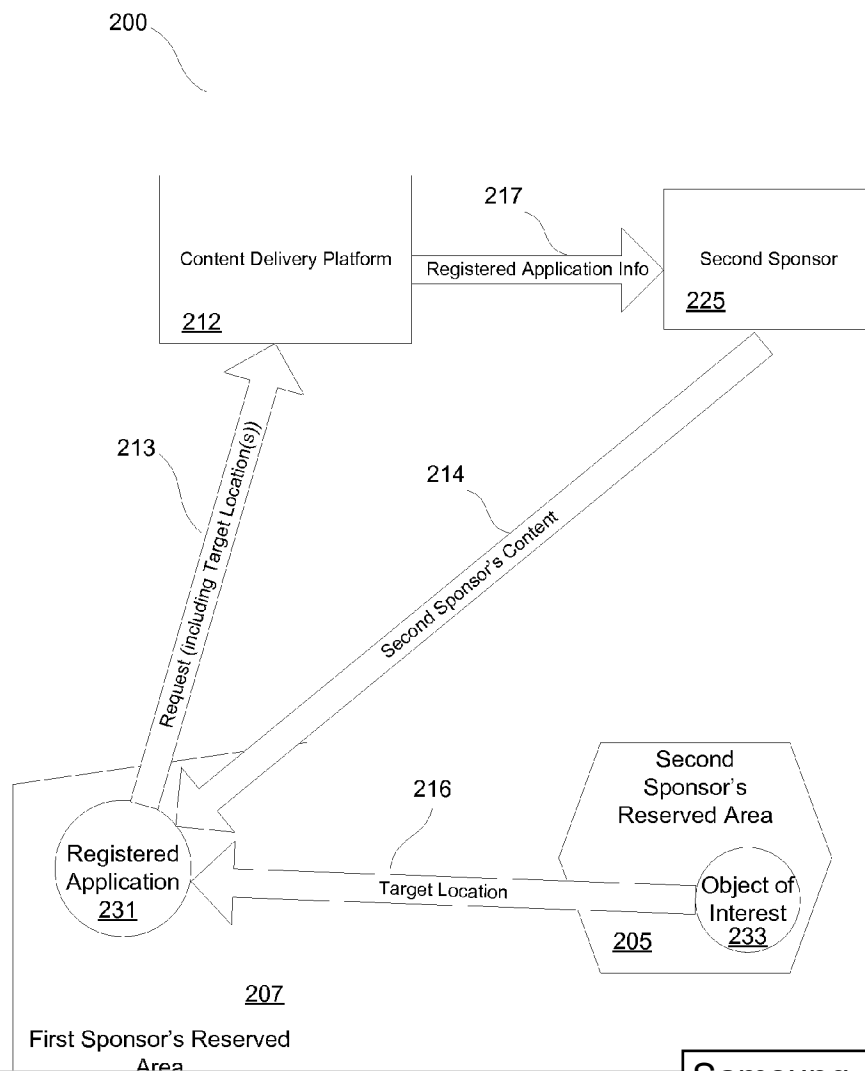 200
217
Content Delivery Platform
212
Registered Application Info
Second Sponsor
225
213
Request (including Target Location(s))
214
Second Sponsor's Content
216
Target Location
Second
Sponsor's
Reserved Area
Registered
Application
231
Object of
Interest
233
205
207
First Sponsor's Reserved
Area